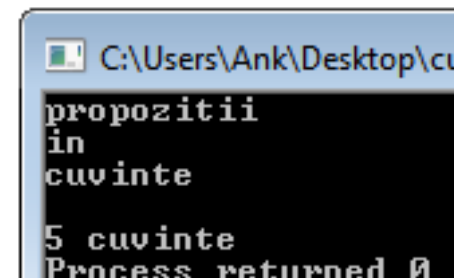 C:\Users\Ank\Desktop\cu
propozitii
in
cuvinte
5 cuvinte
Process returned 0